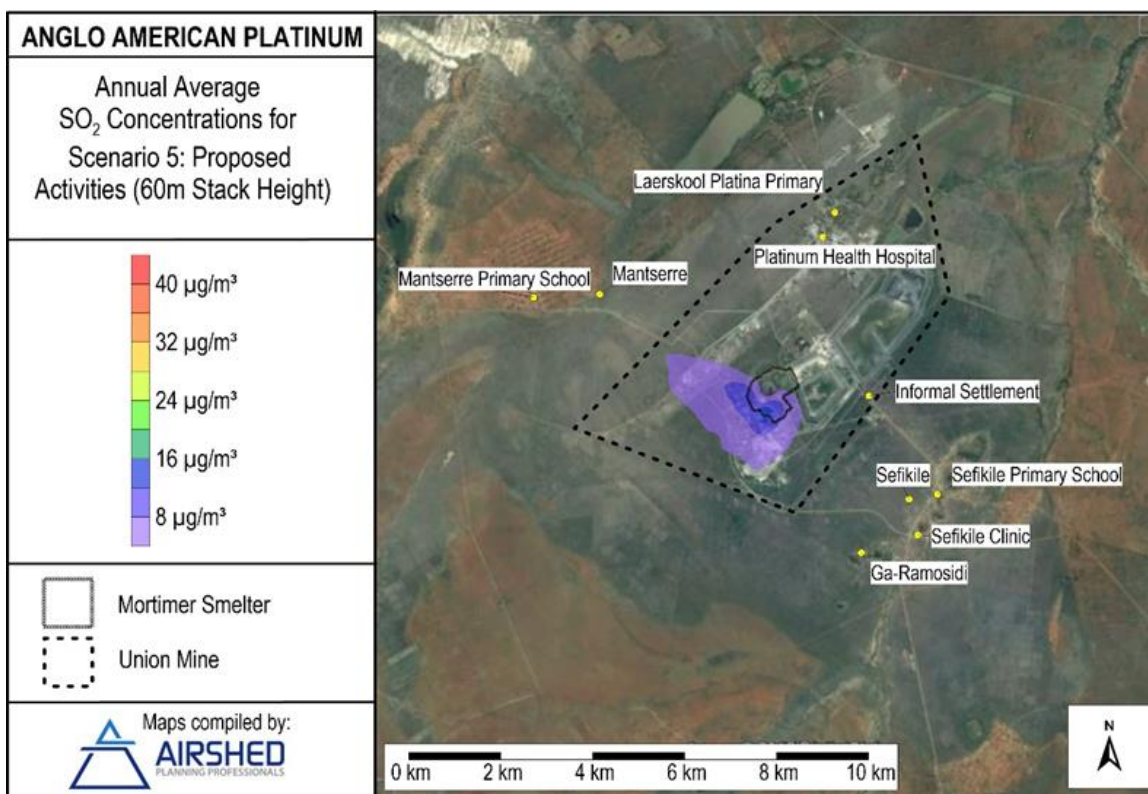 ANGLO AMERICAN PLATINUM
Annual Average
SO₂ Concentrations for
Scenario 5: Proposed
Activities (60m Stack Height)
40 µg/m³
32 µg/m³
24 µg/m³
16 µg/m³
8 µg/m³
Mortimer Smelter
Union Mine
Maps compiled by:
AIRSHED
PLANNING PROFESSIONALS
Laerskool Platina Primary
Platinum Health Hospital
Mantserre Primary School
Mantserre
Informal Settlement
Sefikile
Sefikile Primary School
Sefikile Clinic
Ga-Ramosidi
0 km 2 km 4 km 6 km 8 km 10 km
N